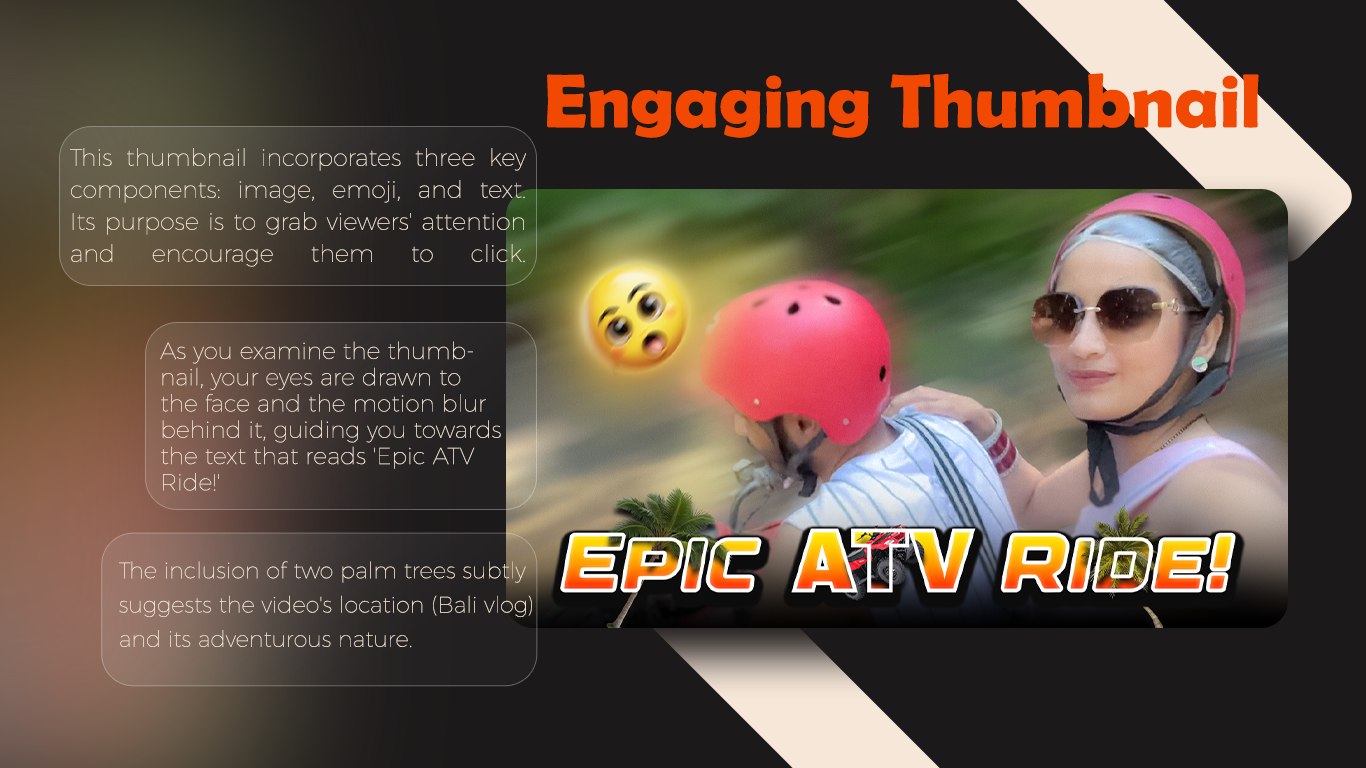 Engaging Thumbnail
This thumbnail incorporates three key
components: image, emoji, and text.
Its purpose is to grab viewers' attention
and encourage them to click.
As you examine the thumb-
nail, your eyes are drawn to
the face and the motion blur
behind it, guiding you towards
the text that reads 'Epic ATV
Ride!'
The inclusion of two palm trees subtly
suggests the video's location (Bali vlog)
and its adventurous nature.
Epic ATV Ride!